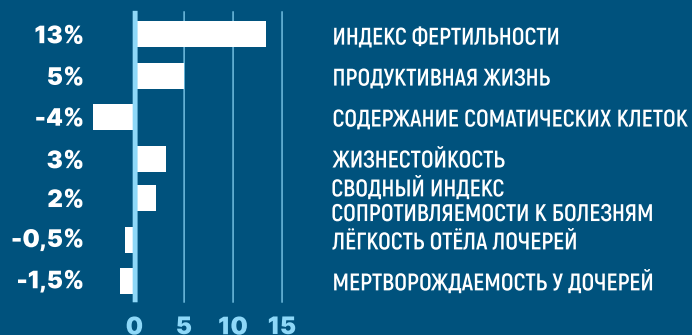 13% ИНДЕКС ФЕРТИЛЬНОСТИ
5% ПРОДУКТИВНАЯ ЖИЗНЬ
-4% СОДЕРЖАНИЕ СОМАТИЧЕСКИХ КЛЕТОК
3% ЖИЗНЕСТОЙКОСТЬ
2% СВОДНЫЙ ИНДЕКС
СОПРОТИВЛЯЕМОСТИ К БОЛЕЗНЯМ
-0,5% ЛЁГКОСТЬ ОТЁЛА ЛОЧЕРЕЙ
-1,5% МЕРТВОРОЖДАЕМОСТЬ У ДОЧЕРЕЙ
0 5 10 15